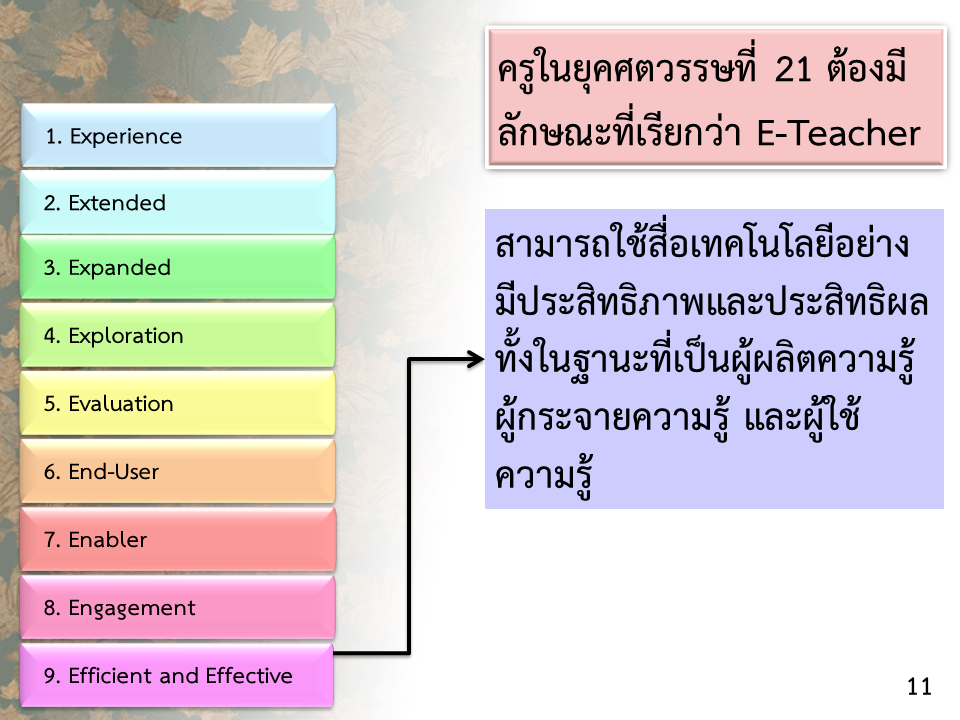 ครูในยุคศตวรรษที่ 21 ต้องมี
ลักษณะที่เรียกว่า E-Teacher
1. Experience
2. Extended
3. Expanded
4. Exploration
5. Evaluation
6. End-User
7. Enabler
8. Engagement
9. Efficient and Effective
สามารถใช้สื่อเทคโนโลยีอย่าง
มีประสิทธิภาพและประสิทธิผล
ทั้งในฐานะที่เป็นผู้ผลิตความรู้
ผู้กระจายความรู้ และผู้ใช้
ความรู้
11